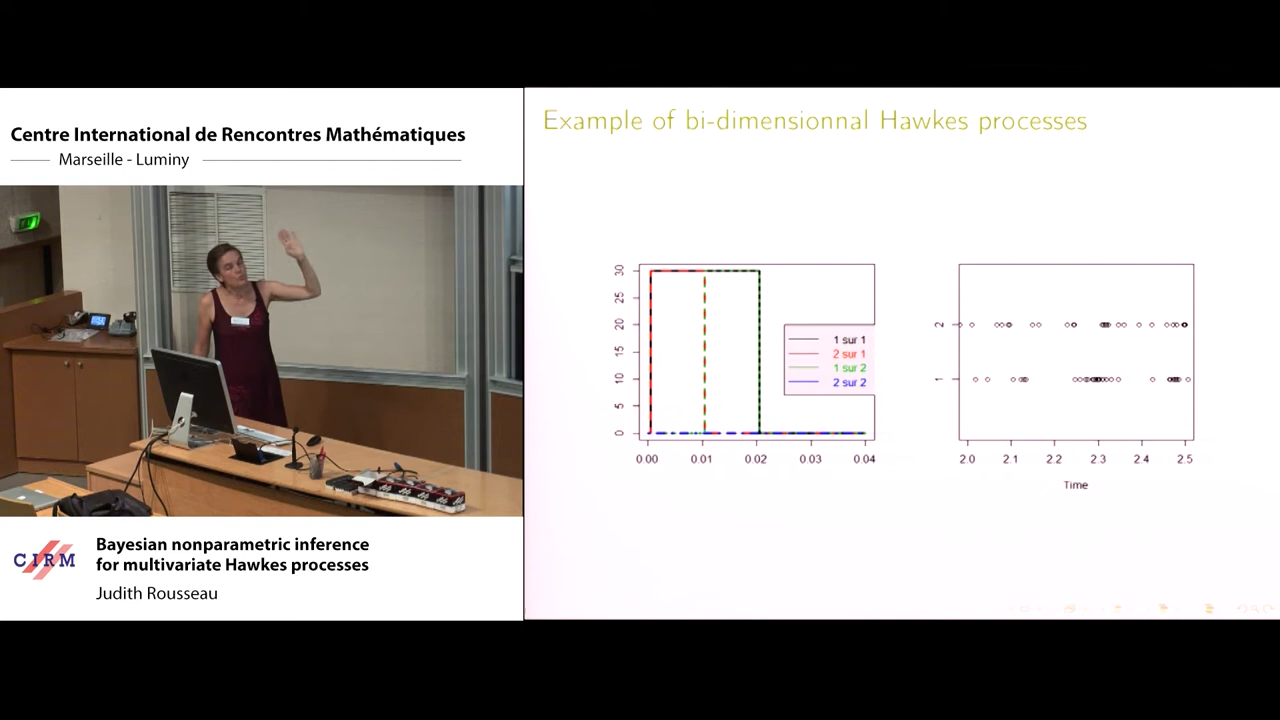 Centre International de Rencontres Mathématiques
Marseille - Luminy
CIRM
Bayesian nonparametric inference
for multivariate Hawkes processes
Judith Rousseau
Example of bi-dimensionnal Hawkes processes
30
25
20
15
10
5
0
0.00 0.01 0.02 0.03 0.04
1 sur 1
2 sur 1
1 sur 2
2 sur 2
2
1
2.0 2.1 2.2 2.3 2.4 2.5
Time